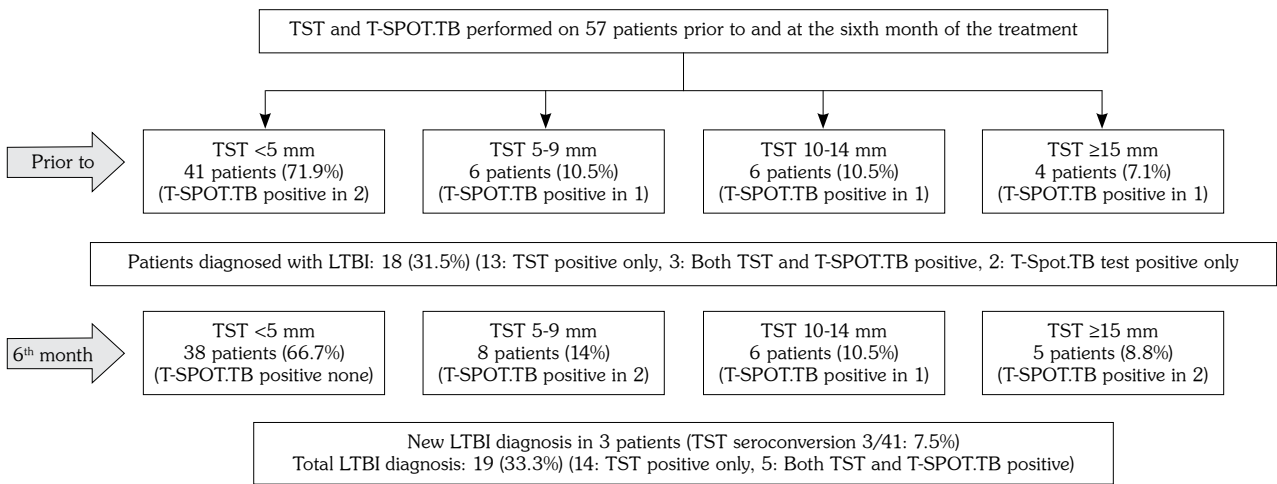 TST and T-SPOT.TB performed on 57 patients prior to and at the sixth month of the treatment
Prior to
TST <5 mm
41 patients (71.9%)
(T-SPOT.TB positive in 2)
TST 5-9 mm
6 patients (10.5%)
(T-SPOT.TB positive in 1)
TST 10-14 mm
6 patients (10.5%)
(T-SPOT.TB positive in 1)
TST ≥15 mm
4 patients (7.1%)
(T-SPOT.TB positive in 1)
Patients diagnosed with LTBI: 18 (31.5%) (13: TST positive only, 3: Both TST and T-SPOT.TB positive, 2: T-Spot.TB test positive only
6th month
TST <5 mm
38 patients (66.7%)
(T-SPOT.TB positive none)
TST 5-9 mm
8 patients (14%)
(T-SPOT.TB positive in 2)
TST 10-14 mm
6 patients (10.5%)
(T-SPOT.TB positive in 1)
TST ≥15 mm
5 patients (8.8%)
(T-SPOT.TB positive in 2)
New LTBI diagnosis in 3 patients (TST seroconversion 3/41: 7.5%)
Total LTBI diagnosis: 19 (33.3%) (14: TST positive only, 5: Both TST and T-SPOT.TB positive)